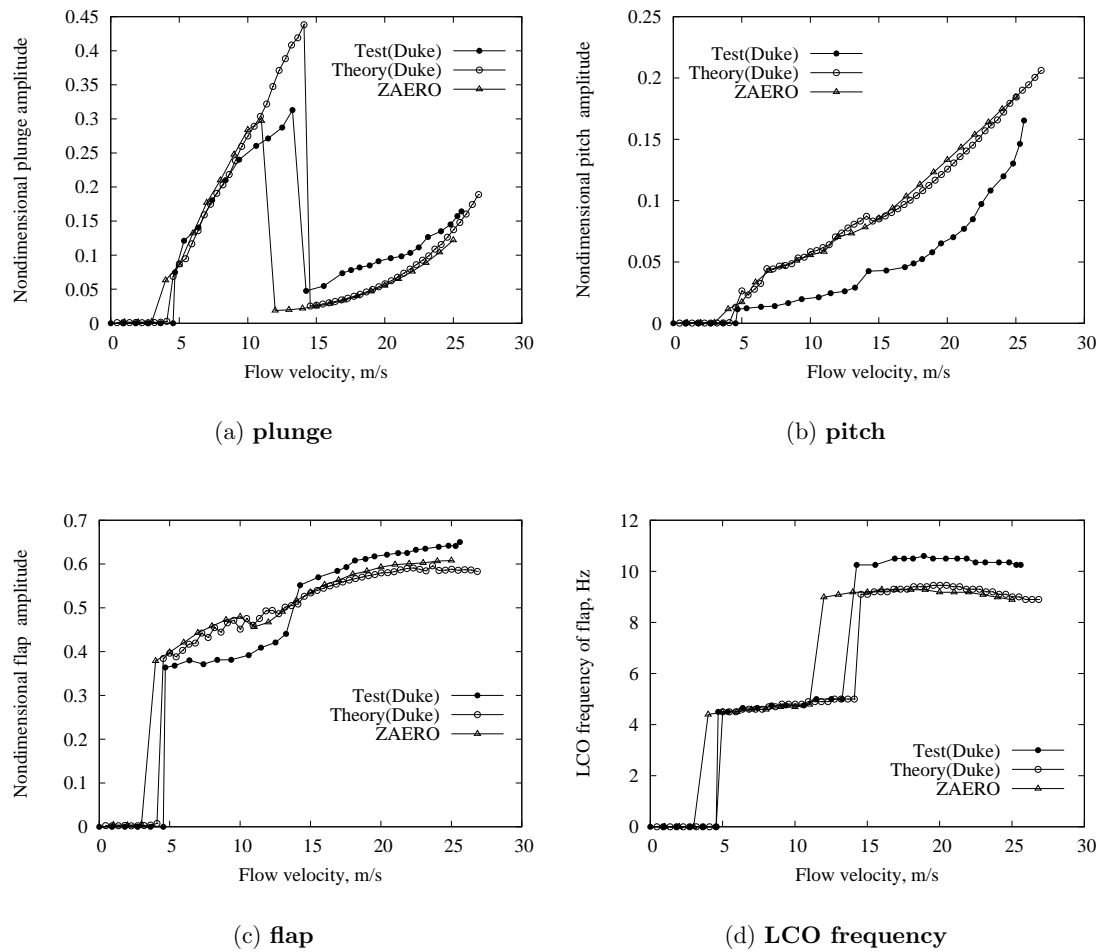 0.45
0.4
0.35
0.3
0.25
0.2
0.15
0.1
0.05
0
0 5 10 15 20 25 30
Nondimensional plunge amplitude
Flow velocity, m/s
Test(Duke)
Theory(Duke)
ZAERO
(a) plunge
0.25
0.2
0.15
0.1
0.05
0
0 5 10 15 20 25 30
Nondimensional pitch amplitude
Flow velocity, m/s
Test(Duke)
Theory(Duke)
ZAERO
(b) pitch
0.7
0.6
0.5
0.4
0.3
0.2
0.1
0
0 5 10 15 20 25 30
Nondimensional flap amplitude
Flow velocity, m/s
Test(Duke)
Theory(Duke)
ZAERO
(c) flap
12
10
8
6
4
2
0
0 5 10 15 20 25 30
LCO frequency of flap, Hz
Flow velocity, m/s
Test(Duke)
Theory(Duke)
ZAERO
(d) LCO frequency